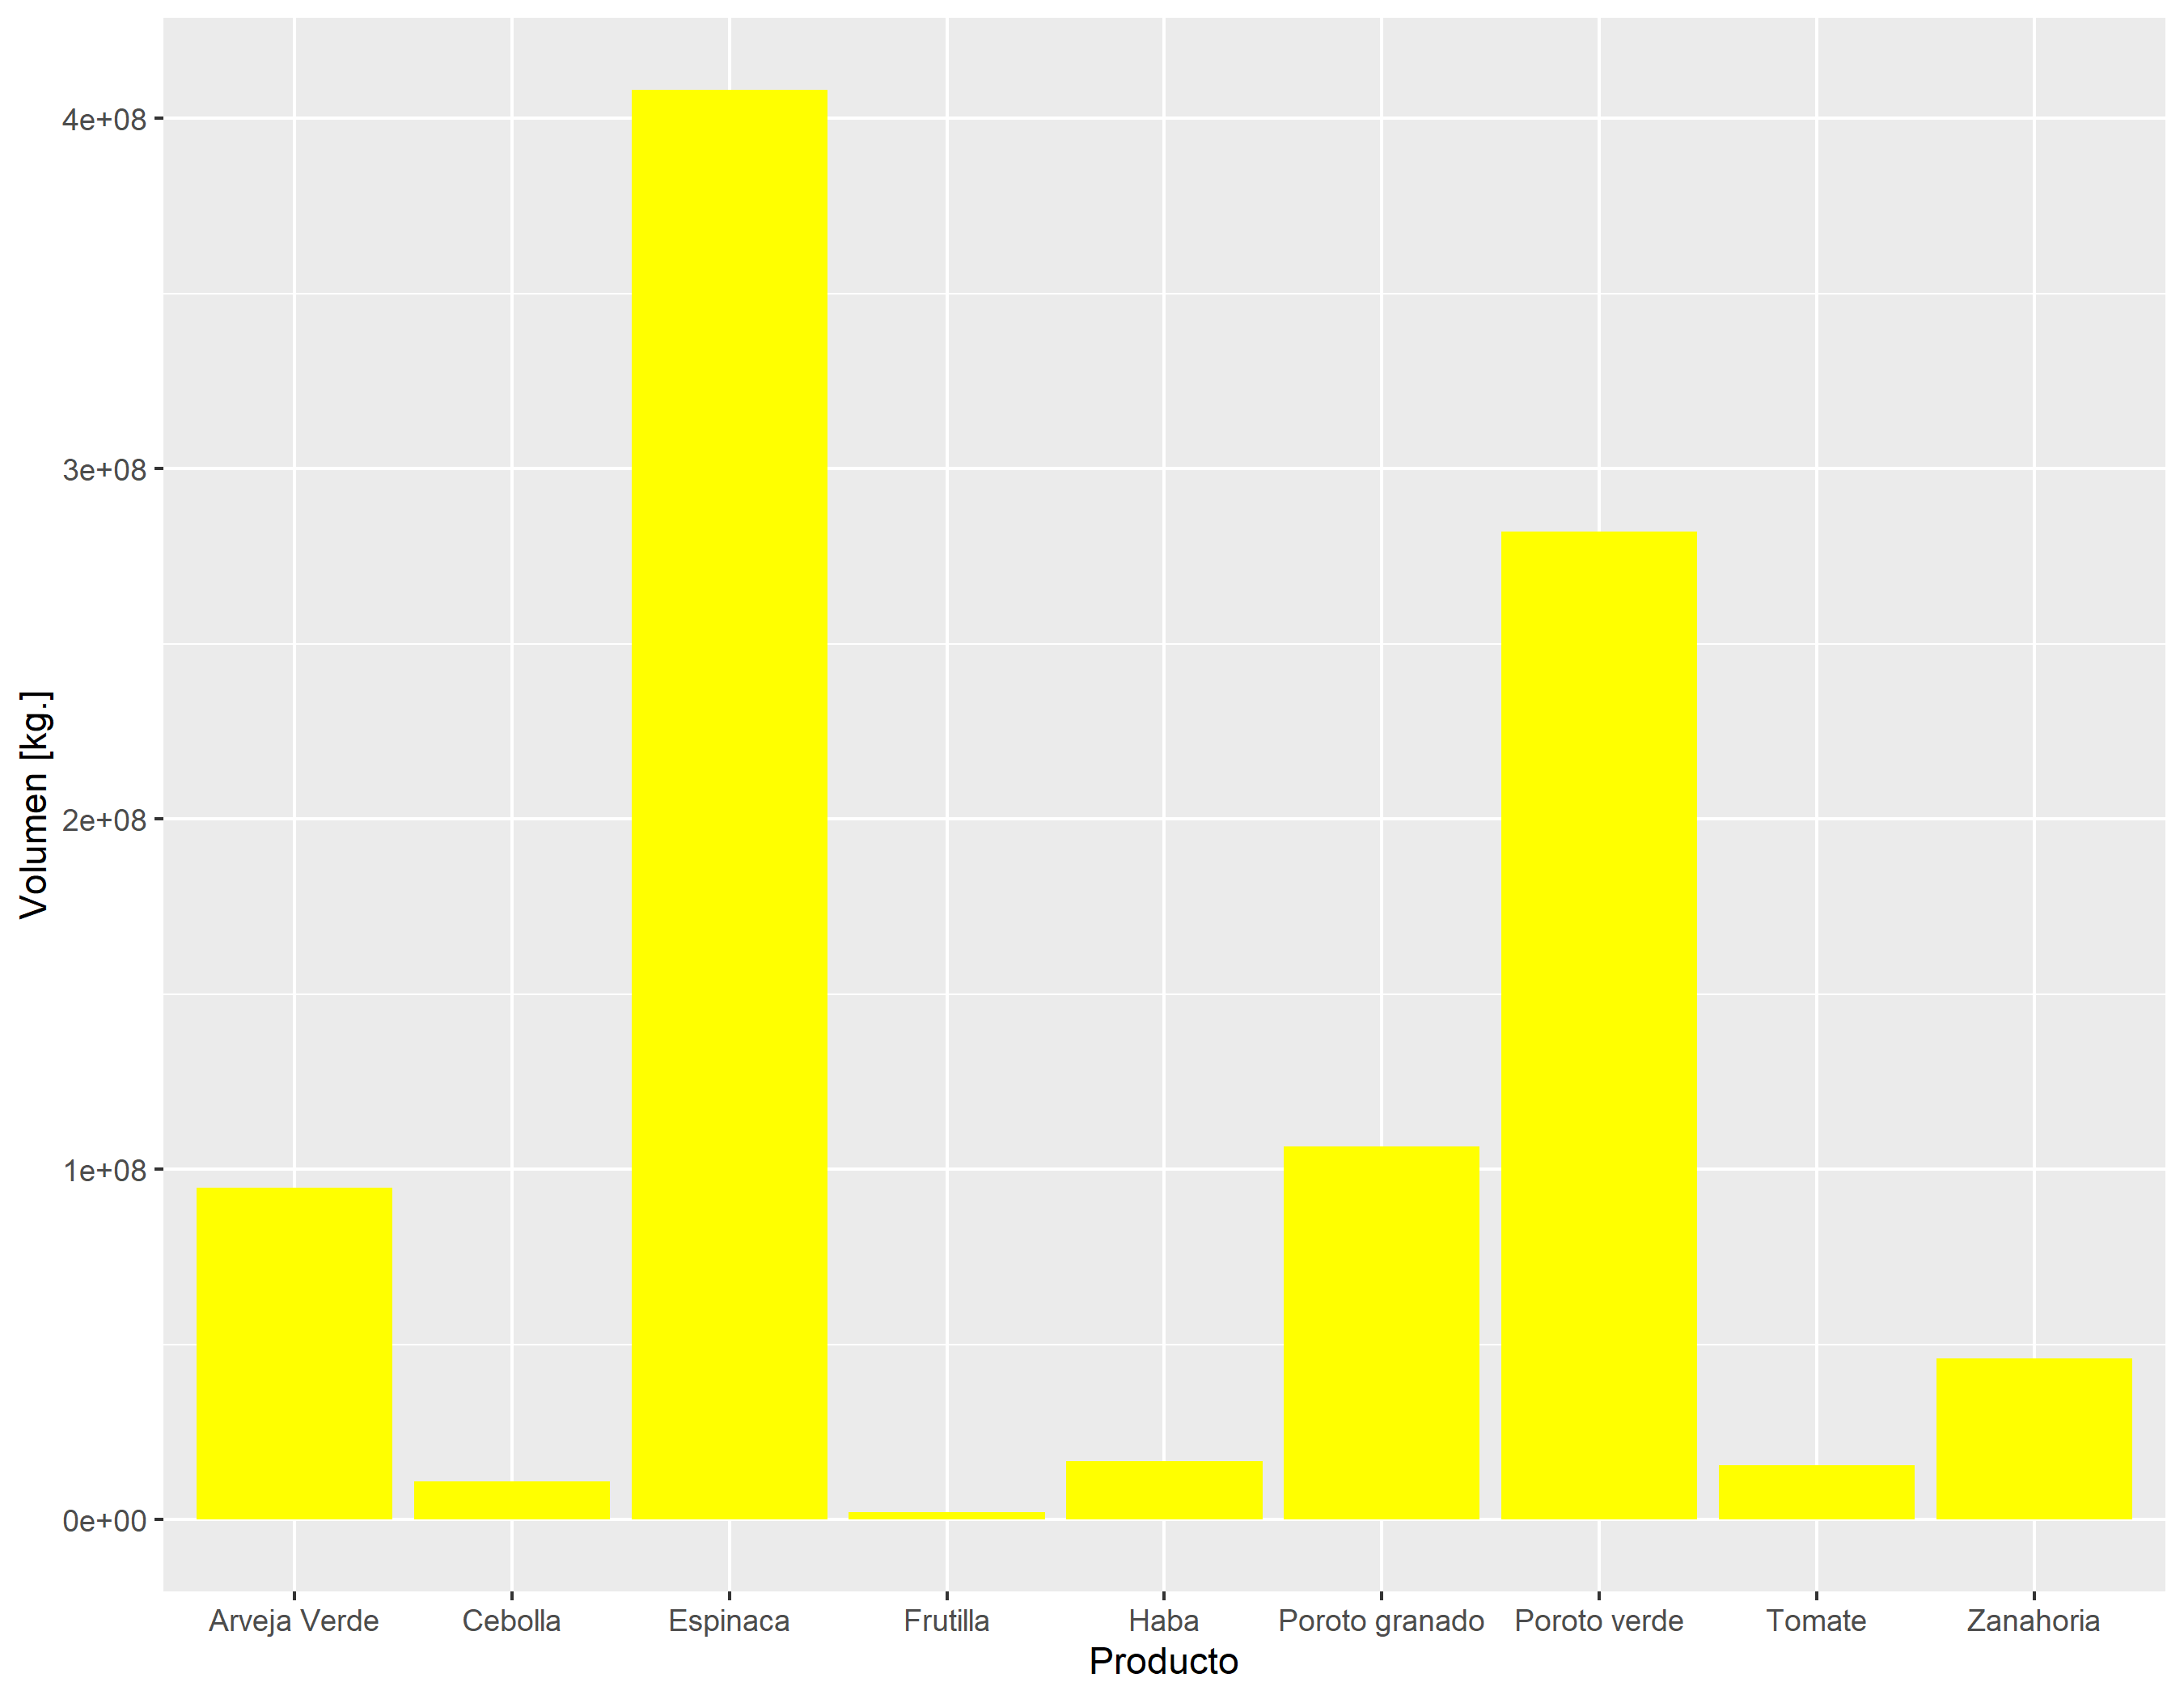 Volumen [kg.]
4e+08
3e+08
2e+08
1e+08
0e+00
Arveja Verde Cebolla Espinaca Frutilla Haba Poroto granado Poroto verde Tomate Zanahoria
Producto